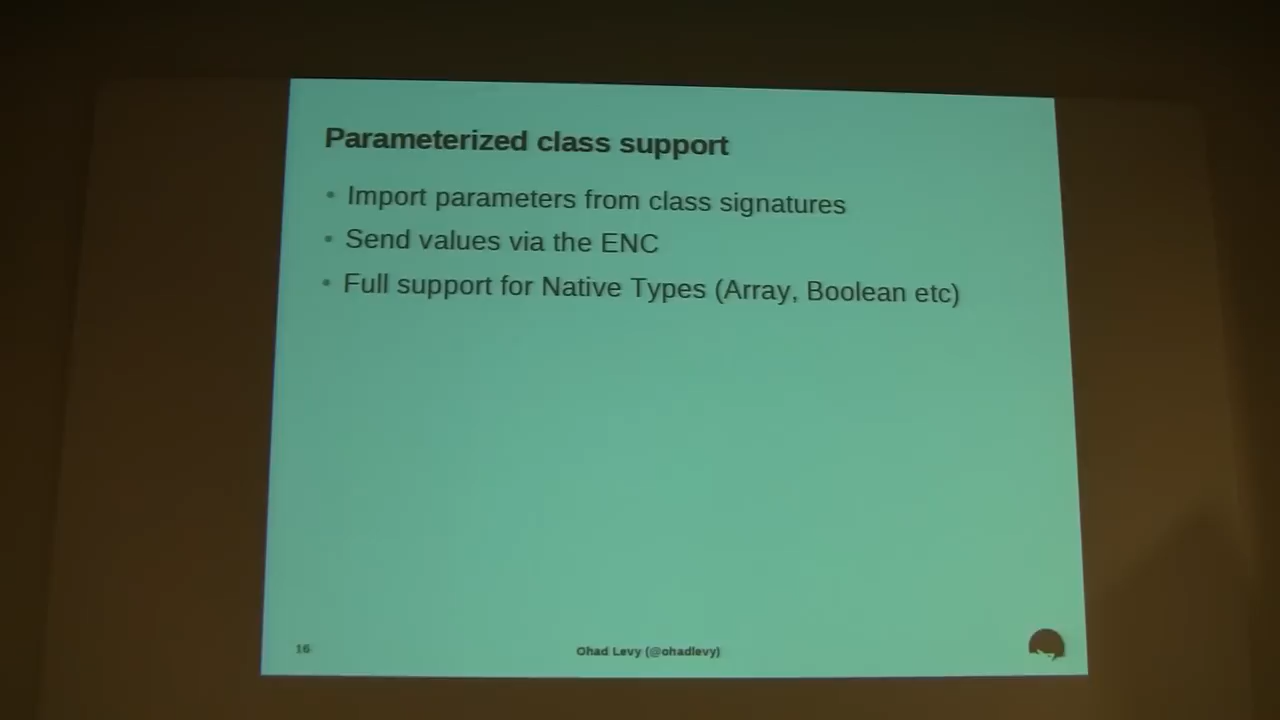 Parameterized class support
• Import parameters from class signatures
• Send values via the ENC
• Full support for Native Types (Array, Boolean etc)
16
Ohad Levy (@ohadlevy)